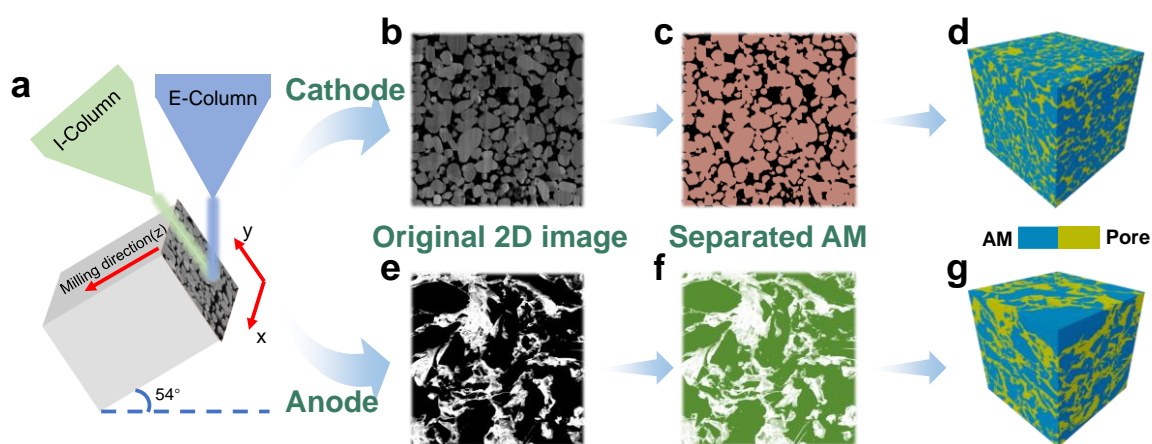 a
I-Column
E-Column
Milling direction(z)
y
x
54°
Cathode
Anode
b
c
d
Original 2D image
Separated AM
AM
Pore
e
f
g